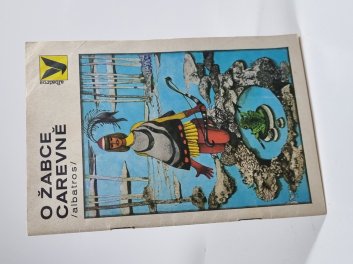 albatros
O ŽABCE
CAREVNĚ
/albatros/